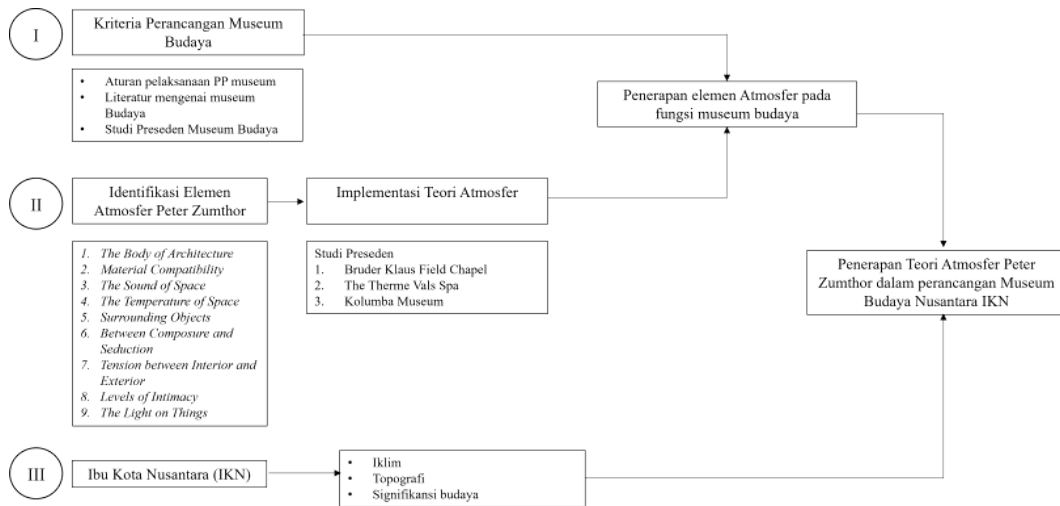 I
Kriteria Perancangan Museum
Budaya
• Aturan pelaksanaan PP museum
• Literatur mengenai museum
Budaya
• Studi Preseden Museum Budaya
Penerapan elemen Atmosfer pada
fungsi museum budaya
II
Identifikasi Elemen
Atmosfer Peter Zumthor
Implementasi Teori Atmosfer
1. The Body of Architecture
2. Material Compatibility
3. The Sound of Space
4. The Temperature of Space
5. Surrounding Objects
6. Between Composure and
Seduction
7. Tension between Interior and
Exterior
8. Levels of Intimacy
9. The Light on Things
Studi Preseden
1. Bruder Klaus Field Chapel
2. The Therme Vals Spa
3. Kolumba Museum
Penerapan Teori Atmosfer Peter
Zumthor dalam perancangan Museum
Budaya Nusantara IKN
III
Ibu Kota Nusantara (IKN)
• Iklim
• Topografi
• Signifikansi budaya